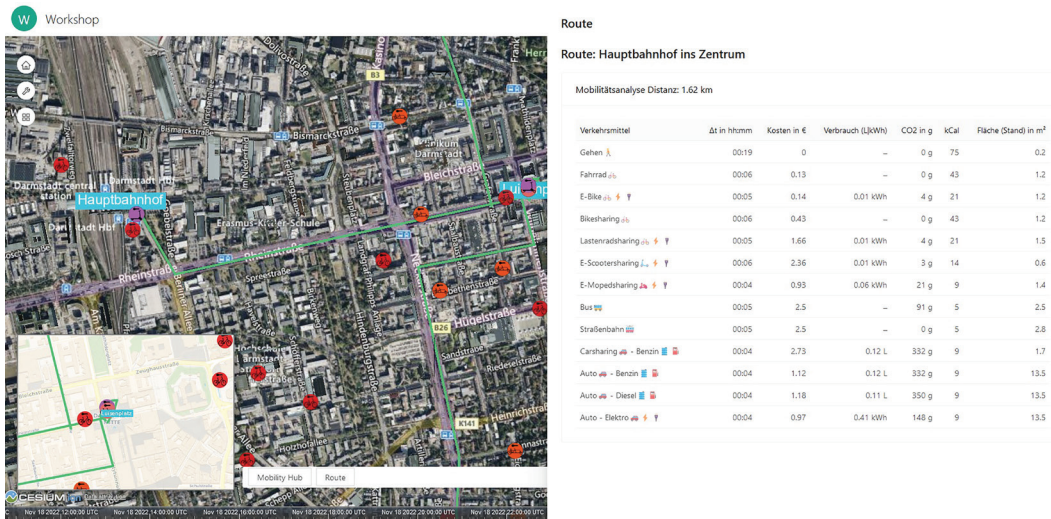 W Workshop
Route
Route: Hauptbahnhof ins Zentrum
Mobilitätsanalyse Distanz: 1.62 km
Verkehrsmittel Δt in hh:mm Kosten in € Verbrauch (L|kWh) CO2 in g kCal Fläche (Stand) in m²
Gehen 00:19 0 – 0 g 75 0.2
Fahrrad 00:06 0.13 – 0 g 43 1.2
E-Bike 00:05 0.14 0.01 kWh 4 g 21 1.2
Bikesharing 00:06 0.43 – 0 g 43 1.2
Lastenradsharing 00:05 1.66 0.01 kWh 4 g 21 1.5
E-Scootersharing 00:06 2.36 0.01 kWh 3 g 14 0.6
E-Mopedsharing 00:04 0.93 0.06 kWh 21 g 9 1.4
Bus 00:05 2.5 – 91 g 5 2.5
Straßenbahn 00:05 2.5 – 0 g 5 2.8
Carsharing - Benzin 00:04 2.73 0.12 L 332 g 9 1.7
Auto - Benzin 00:04 1.12 0.12 L 332 g 9 13.5
Auto - Diesel 00:04 1.18 0.11 L 350 g 9 13.5
Auto - Elektro 00:04 0.97 0.41 kWh 148 g 9 13.5
B3
Bismarckstraße
Bismarckstraße
Darmstadt
Bleichstraße
Darmstadt central
station
Hauptbahnhof
Erasmus-Kittler-Schule
Rheinstraße
Rheinstraße
Spreestraße
B26
Hügelstraße
Sandstraße
Riedeselstraße
Heinrichstraße
K141
Holzhofallee
Zeughausstraße
Luisenplatz
Mobility Hub Route
CESIUM
Nov 18 2022 12:00:00 UTC Nov 18 2022 14:00:00 UTC Nov 18 2022 16:00:00 UTC Nov 18 2022 18:00:00 UTC Nov 18 2022 20:00:00 UTC Nov 18 2022 22:00:00 UTC